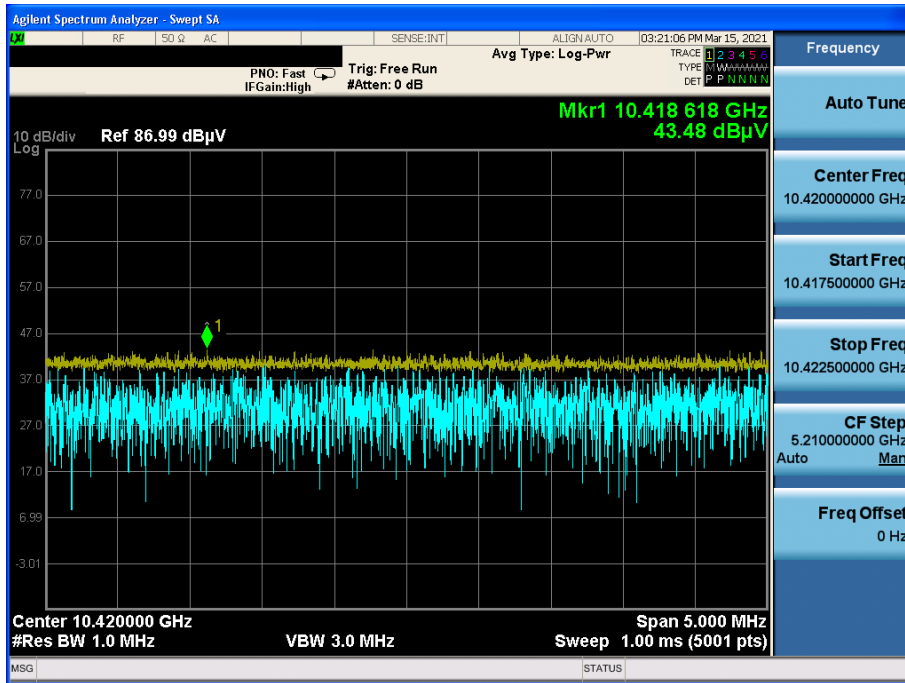 Agilent Spectrum Analyzer - Swept SA
LXI RF 50 Ω AC SENSE:INT ALIGN AUTO 03:21:06 PM Mar 15, 2021
Avg Type: Log-Pwr
TRACE 1 2 3 4 5 6
TYPE M W
DET P P N N N N
PNO: Fast Trig: Free Run
IFGain:High #Atten: 0 dB
Mkr1 10.418 618 GHz
43.48 dBµV
10 dB/div Ref 86.99 dBµV
Log
77.0
67.0
57.0
47.0
37.0
27.0
17.0
6.99
-3.01
1
Center 10.420000 GHz Span 5.000 MHz
#Res BW 1.0 MHz VBW 3.0 MHz Sweep 1.00 ms (5001 pts)
MSG STATUS
Frequency
Auto Tune
Center Freq
10.420000000 GHz
Start Freq
10.417500000 GHz
Stop Freq
10.422500000 GHz
CF Step
5.210000000 GHz
Auto Man
Freq Offset
0 Hz